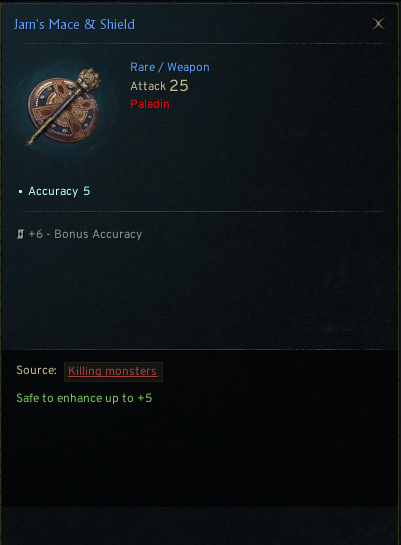 Jarn's Mace & Shield
Rare / Weapon
Attack 25
Paladin
• Accuracy 5
+6 - Bonus Accuracy
Source: Killing monsters
Safe to enhance up to +5